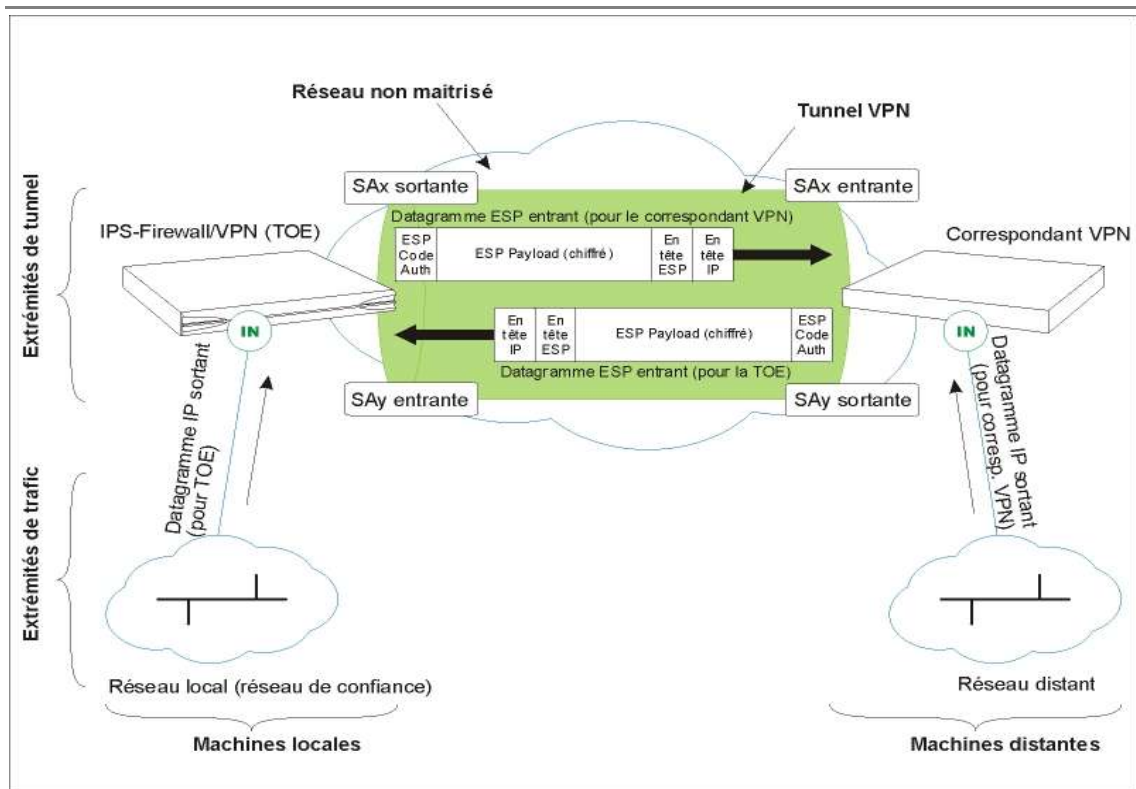 Réseau non maitrisé
Tunnel VPN
Extrémités de tunnel
SAx sortante
SAx entrante
IPS-Firewall/VPN (TOE)
Correspondant VPN
Datagramme ESP entrant (pour le correspondant VPN)
ESP
Code
Auth
ESP Payload (chiffré)
En
tête
ESP
En
tête
IP
IN
En
tête
IP
En
tête
ESP
ESP Payload (chiffré)
ESP
Code
Auth
IN
Datagramme ESP entrant (pour la TOE)
SAy entrante
SAy sortante
Datagramme IP sortant
(pour TOE)
Datagramme IP sortant
(pour corresp. VPN)
Extrémités de trafic
Réseau local (réseau de confiance)
Réseau distant
Machines locales
Machines distantes